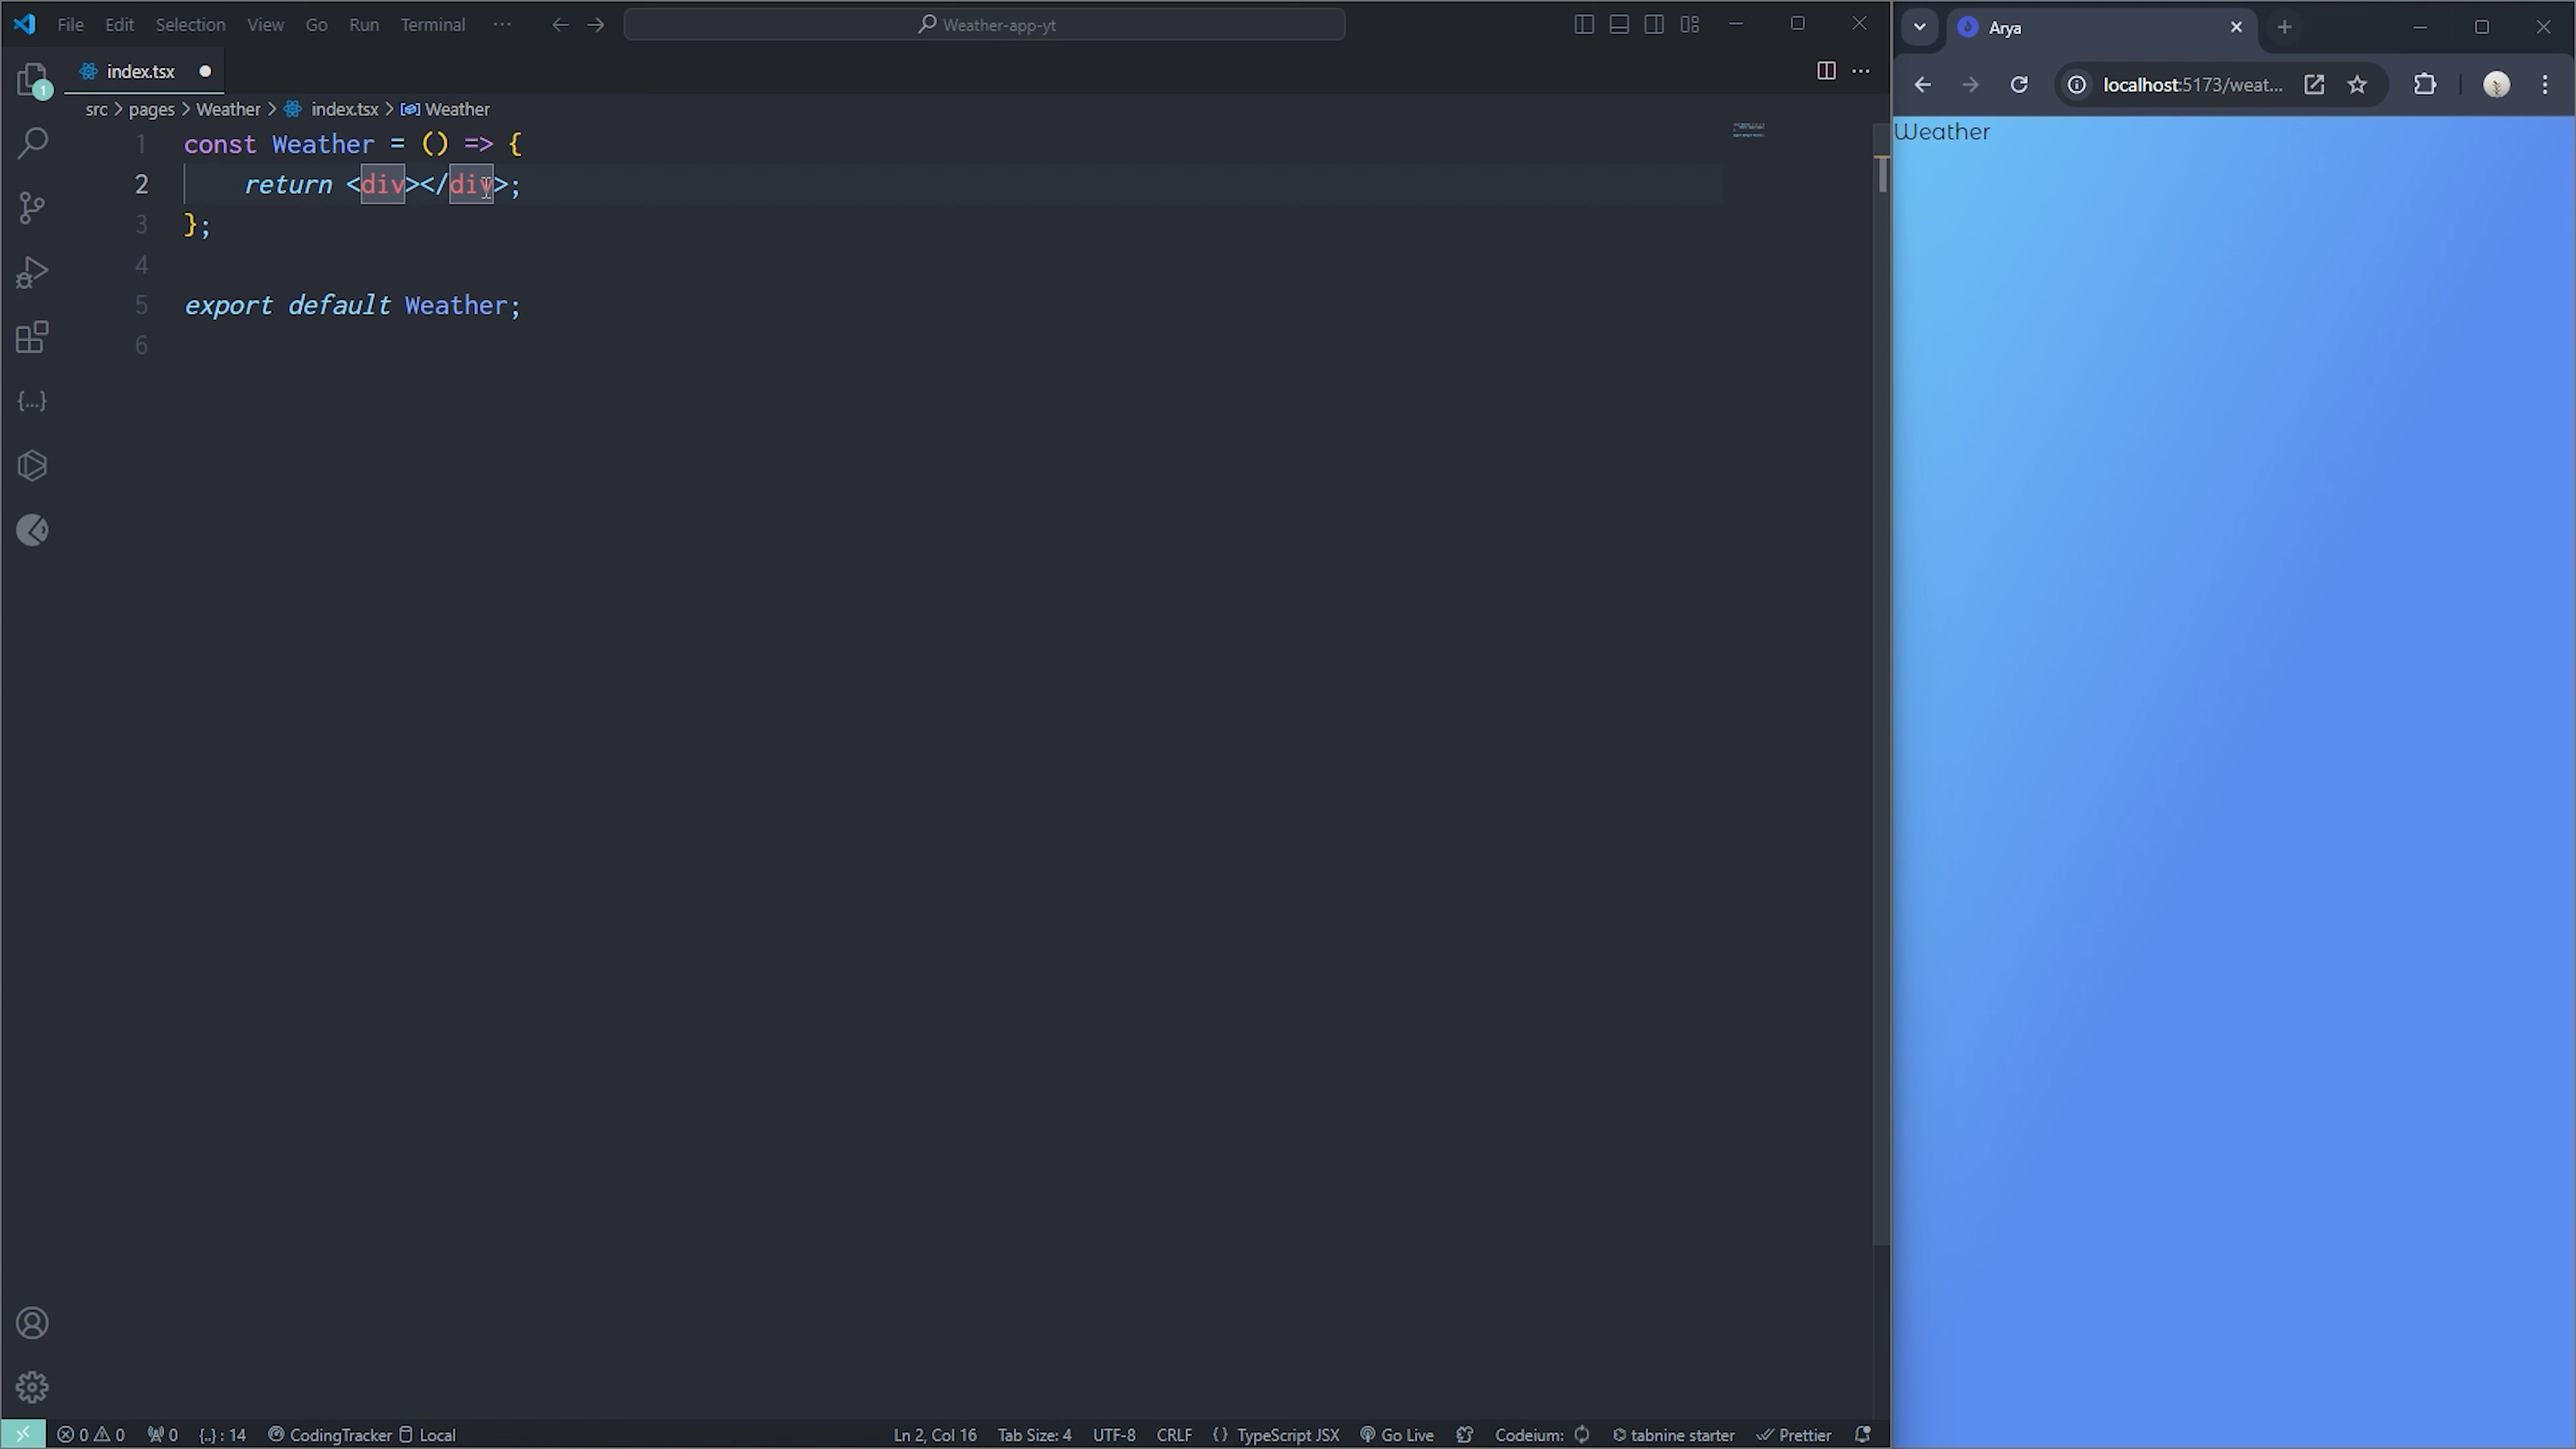 File Edit Selection View Go Run Terminal ··· Weather-app-yt
index.tsx
1
src > pages > Weather > index.tsx > Weather
1 const Weather = () => {
2 return <div></div>;
3 };
4
5 export default Weather;
6
0 0 0 {..} : 14 CodingTracker Local Ln 2, Col 16 Tab Size: 4 UTF-8 CRLF {} TypeScript JSX Go Live Codeium: tabnine starter Prettier
Arya
localhost:5173/weat...
Weather